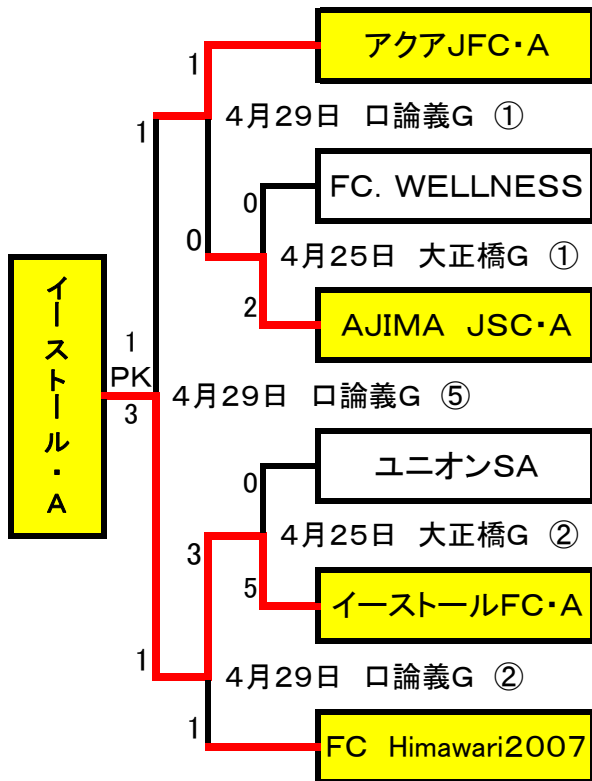 アクアJFC・A
1
4月29日 口論義G ①
1
FC. WELLNESS
0
0
4月25日 大正橋G ①
2
AJIMA JSC・A
イーストール・A
1
PK
3
4月29日 口論義G ⑤
ユニオンSA
0
4月25日 大正橋G ②
3
5
イーストールFC・A
1
4月29日 口論義G ②
1
FC Himawari2007